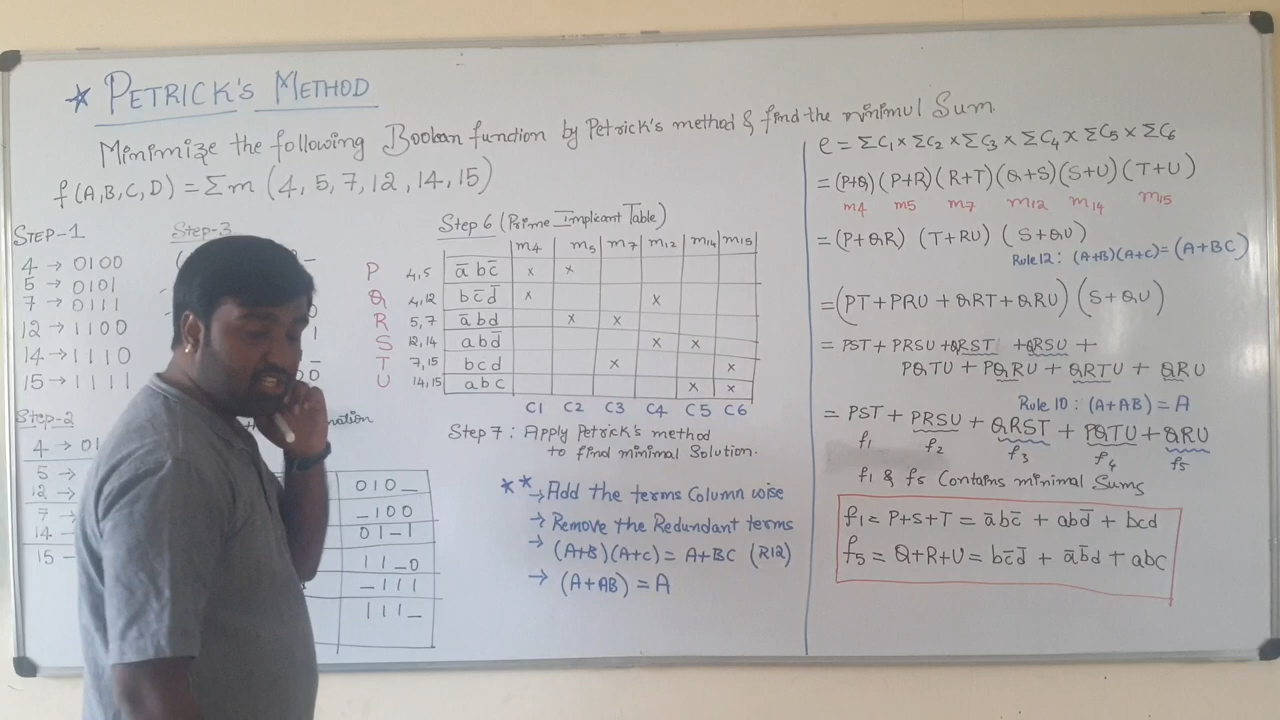 * PETRICK'S METHOD
Minimize the following Boolean function by Petrick's method & find the minimul Sum.
f(A,B,C,D) = Σm (4, 5, 7, 12, 14, 15)
STEP-1
4 → 0100
5 → 0101
7 → 0111
12 → 1100
14 → 1110
15 → 1111
Step-2
4 → 01
5 →
12 →
7 →
14 –
15 –
Step-3
010_
_100
01_1
11_0
_111
111_
Step 6 (Prime Implicant Table)
m4 m5 m7 m12 m14 m15
P 4,5 a̅bc̅ x x
Q 4,12 bc̅d̅ x x
R 5,7 a̅bd x x
S 12,14 abd̅ x x
T 7,15 bcd x x
U 14,15 abc x x
C1 C2 C3 C4 C5 C6
Step 7 : Apply Petrick's method
to find minimal Solution.
** → Add the terms Column wise
→ Remove the Redundant terms
→ (A+B)(A+C) = A+BC (R12)
→ (A+AB) = A
e = ΣC1 x ΣC2 x ΣC3 x ΣC4 x ΣC5 x ΣC6
= (P+Q) (P+R) (R+T) (Q+S) (S+U) (T+U)
m4 m5 m7 m12 m14 m15
= (P+QR) (T+RU) (S+QU)
Rule 12 : (A+B)(A+C) = (A+BC)
= (PT+PRU+QRT+QRU) (S+QU)
= PST + PRSU + QRST + QRSU +
PQTU + PQRU + QRTU + QRU
Rule 10 : (A+AB) = A
= PST + PRSU + QRST + PQTU + QRU
f1 f2 f3 f4 f5
f1 & f5 Contains minimal Sums
f1 = P+S+T = a̅bc̅ + abd̅ + bcd
f5 = Q+R+U = bc̅d̅ + a̅bd + abc